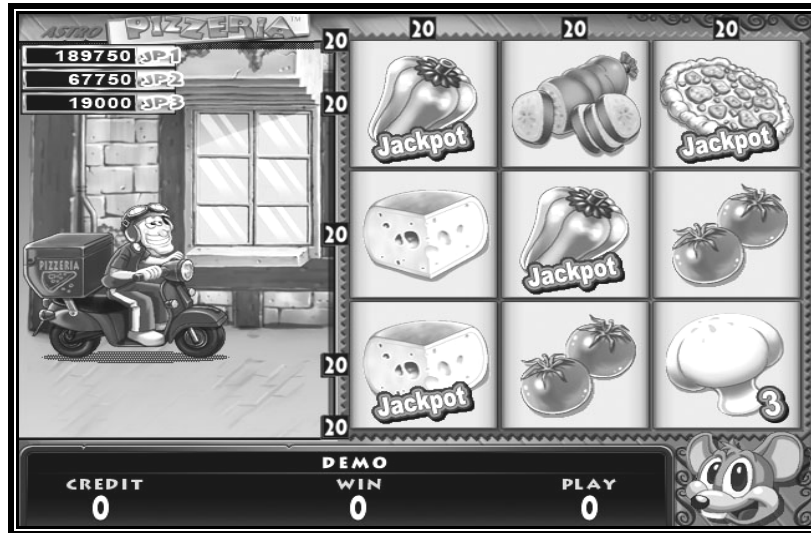 ASTRO PIZZERIA™
189750 JP1
67750 JP2
19000 JP3
20 20 20
20
20
20
20
20
Jackpot
Jackpot
Jackpot
Jackpot
3
PIZZERIA
DEMO
CREDIT WIN PLAY
0 0 0